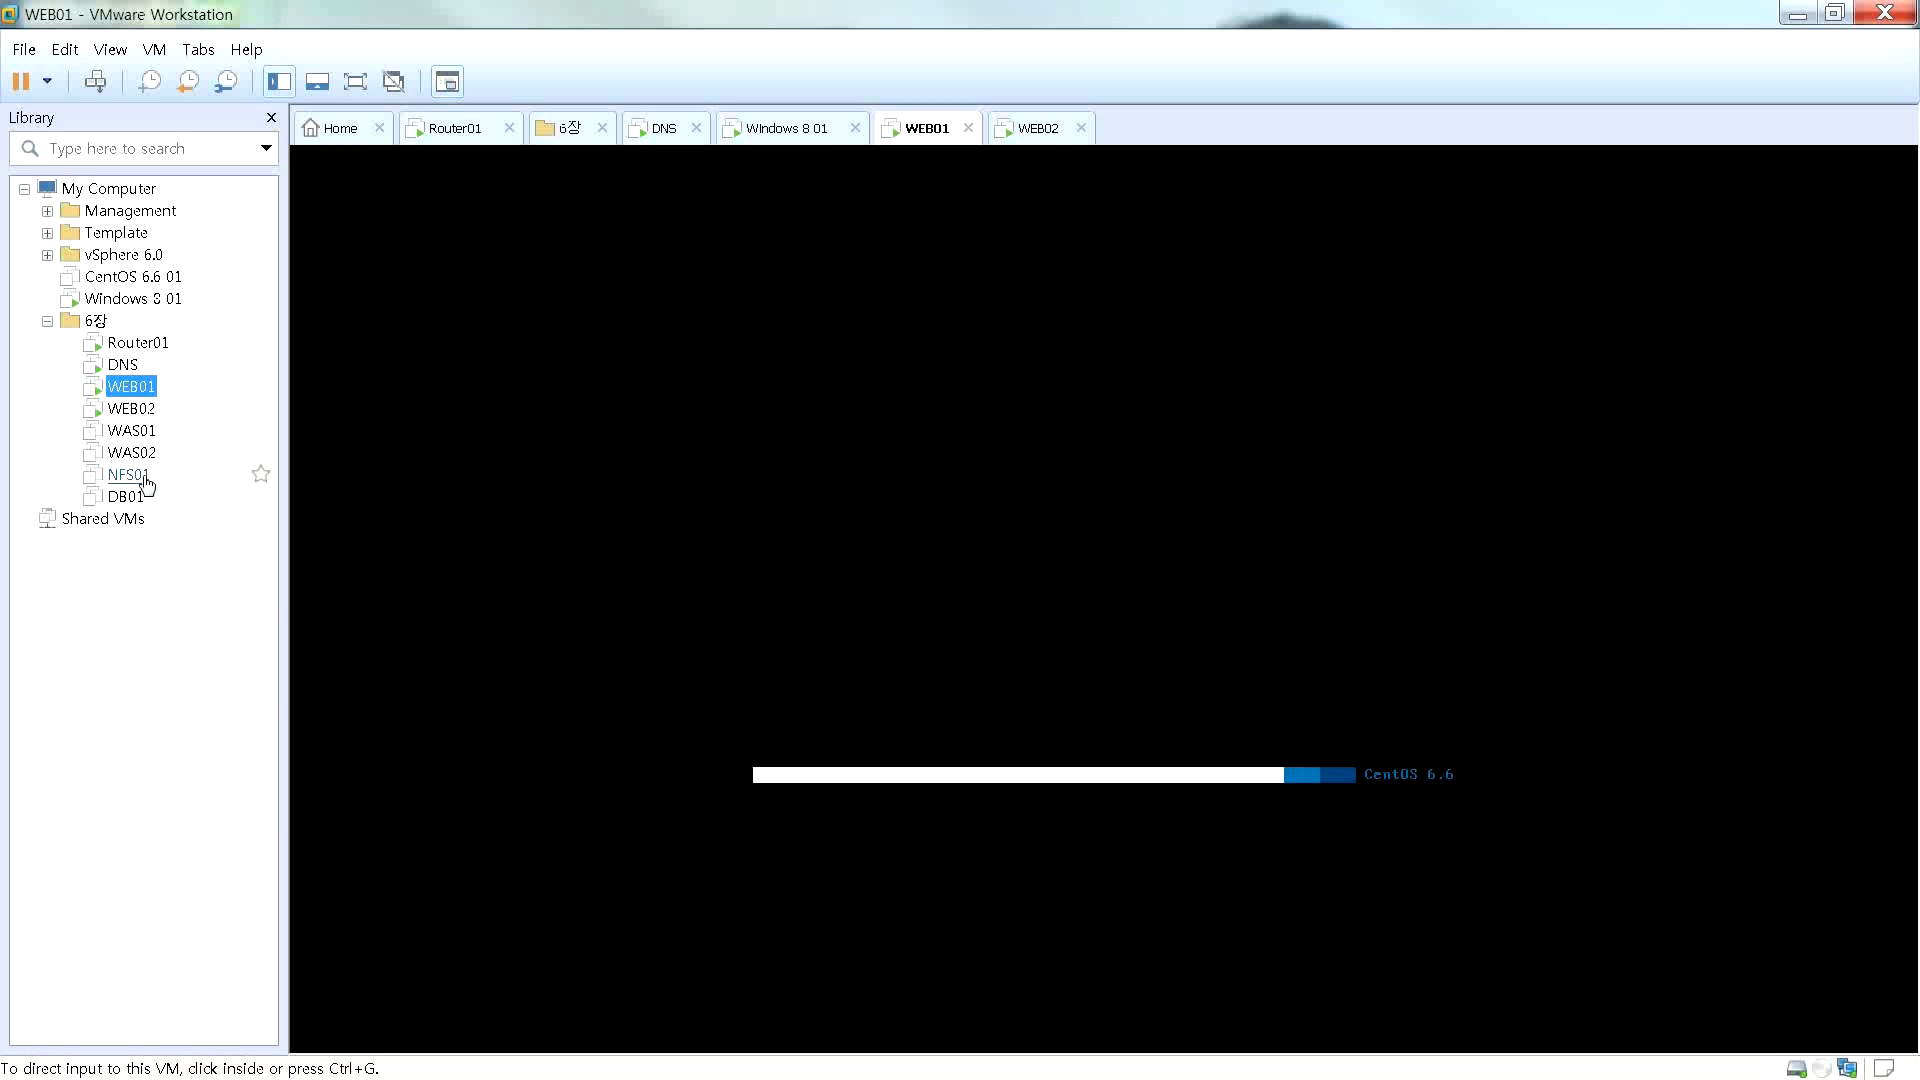 WEB01 - VMware Workstation
File Edit View VM Tabs Help
Library
Type here to search
My Computer
Management
Template
vSphere 6.0
CentOS 6.6 01
Windows 8 01
6장
Router01
DNS
WEB01
WEB02
WAS01
WAS02
NFS01
DB01
Shared VMs
Home Router01 6장 DNS Windows 8 01 WEB01 WEB02
CentOS 6.6
To direct input to this VM, click inside or press Ctrl+G.